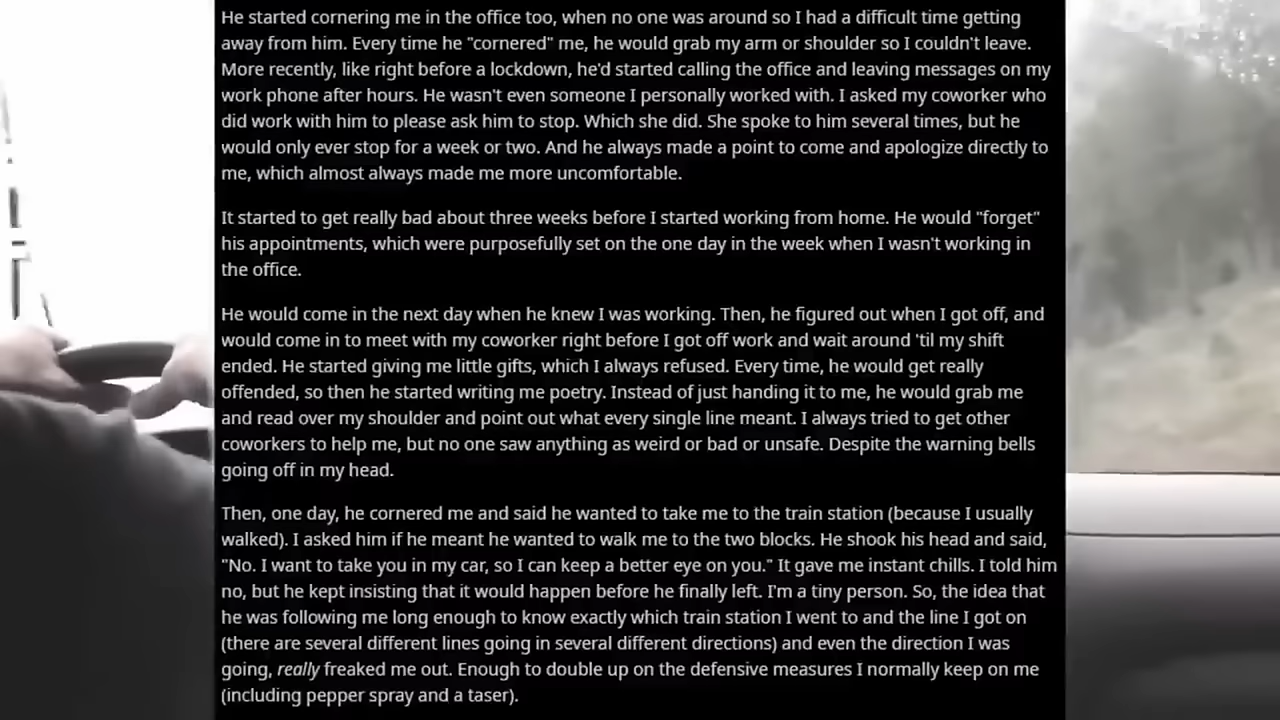 He started cornering me in the office too, when no one was around so I had a difficult time getting
away from him. Every time he "cornered" me, he would grab my arm or shoulder so I couldn't leave.
More recently, like right before a lockdown, he'd started calling the office and leaving messages on my
work phone after hours. He wasn't even someone I personally worked with. I asked my coworker who
did work with him to please ask him to stop. Which she did. She spoke to him several times, but he
would only ever stop for a week or two. And he always made a point to come and apologize directly to
me, which almost always made me more uncomfortable.
It started to get really bad about three weeks before I started working from home. He would "forget"
his appointments, which were purposefully set on the one day in the week when I wasn't working in
the office.
He would come in the next day when he knew I was working. Then, he figured out when I got off, and
would come in to meet with my coworker right before I got off work and wait around 'til my shift
ended. He started giving me little gifts, which I always refused. Every time, he would get really
offended, so then he started writing me poetry. Instead of just handing it to me, he would grab me
and read over my shoulder and point out what every single line meant. I always tried to get other
coworkers to help me, but no one saw anything as weird or bad or unsafe. Despite the warning bells
going off in my head.
Then, one day, he cornered me and said he wanted to take me to the train station (because I usually
walked). I asked him if he meant he wanted to walk me to the two blocks. He shook his head and said,
"No. I want to take you in my car, so I can keep a better eye on you." It gave me instant chills. I told him
no, but he kept insisting that it would happen before he finally left. I'm a tiny person. So, the idea that
he was following me long enough to know exactly which train station I went to and the line I got on
(there are several different lines going in several different directions) and even the direction I was
going, really freaked me out. Enough to double up on the defensive measures I normally keep on me
(including pepper spray and a taser).